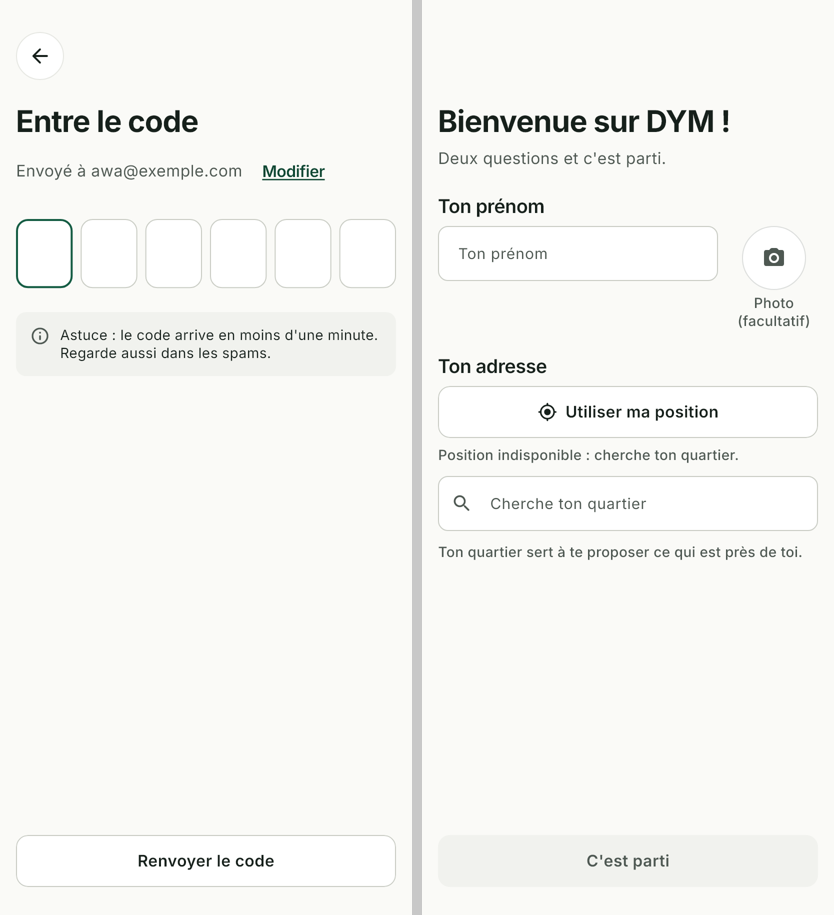 Entre le code
Envoyé à awa@exemple.com Modifier
Astuce : le code arrive en moins d'une minute.
Regarde aussi dans les spams.
Renvoyer le code
Bienvenue sur DYM !
Deux questions et c'est parti.
Ton prénom
Ton prénom
Photo
(facultatif)
Ton adresse
Utiliser ma position
Position indisponible : cherche ton quartier.
Cherche ton quartier
Ton quartier sert à te proposer ce qui est près de toi.
C'est parti